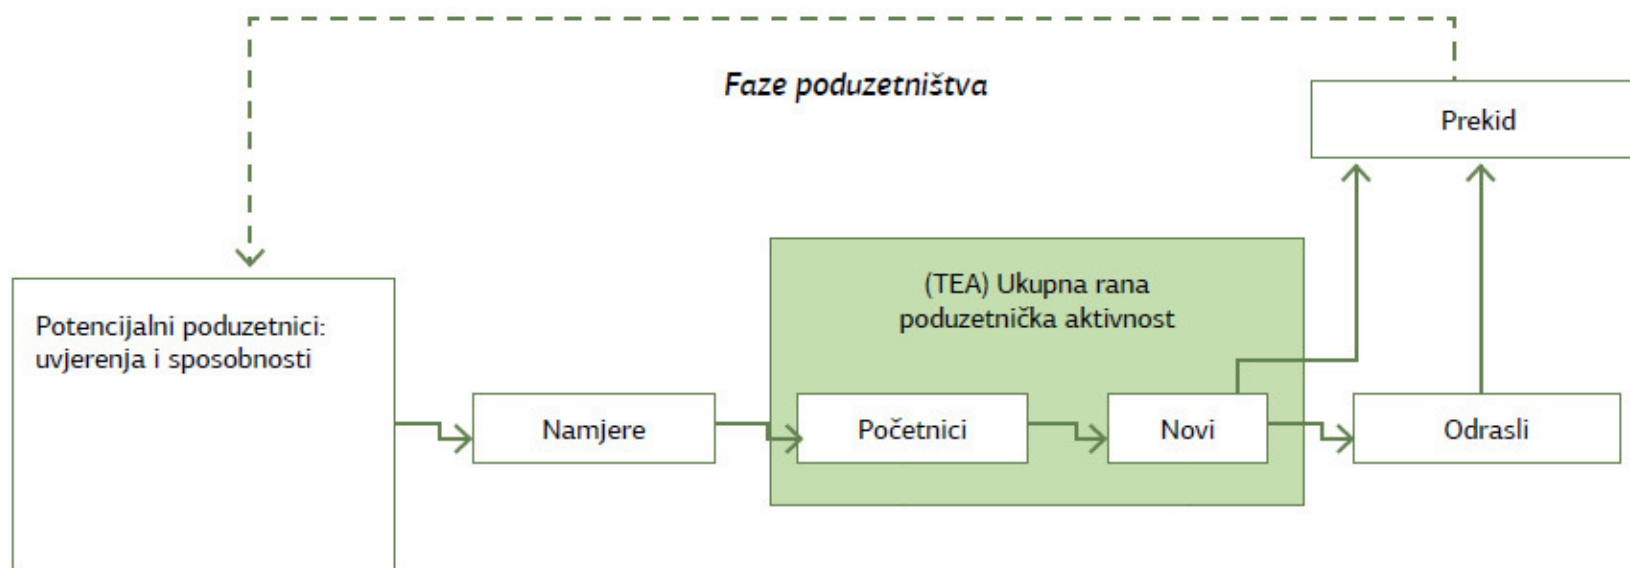 Faze poduzetništva
Prekid
(TEA) Ukupna rana
poduzetnička aktivnost
Potencijalni poduzetnici:
uvjerenja i sposobnosti
Namjere
Početnici
Novi
Odrasli